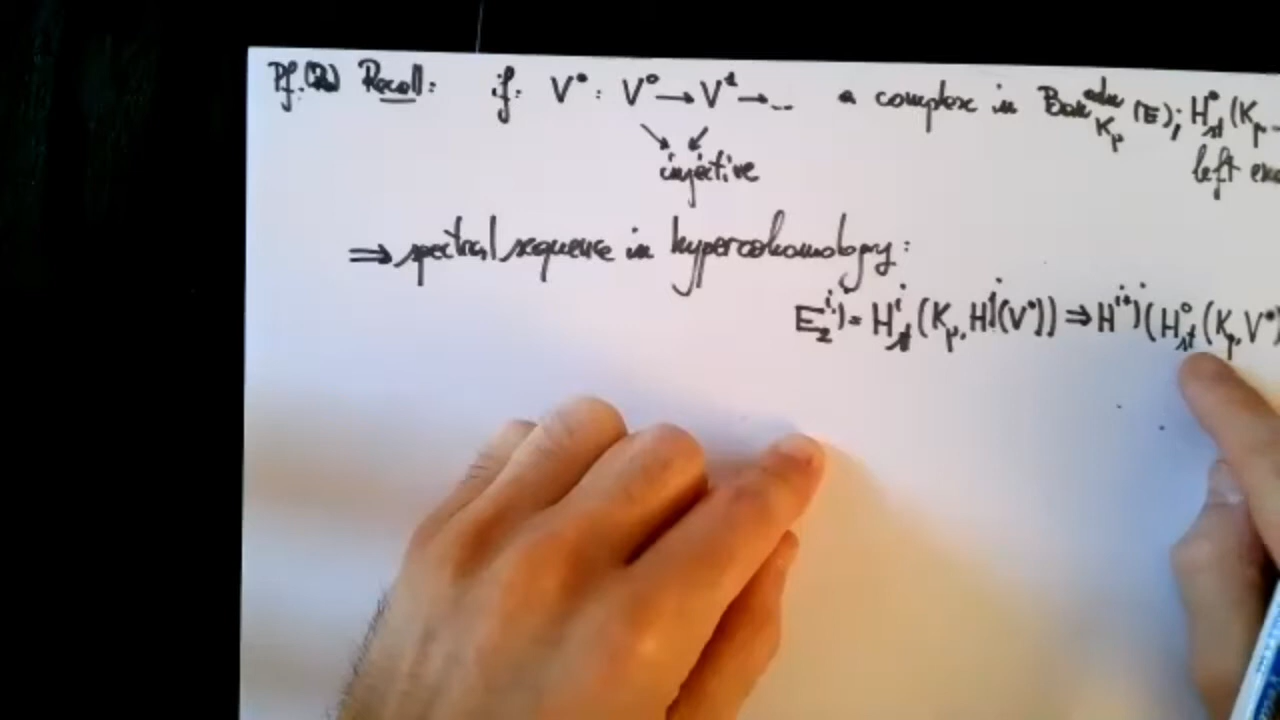 Pf. (2) Recall: if: V• : V⁰ → V¹ → ... a complex in Ban^adm_{K_p}(E); H⁰_st(K_p
injective left exa
⇒ spectral sequence in hypercohomology:
E₂^{i,j} = H^i_st(K_p, H^j(V•)) ⇒ H^{i+j}(H⁰_st(K_p, V•)